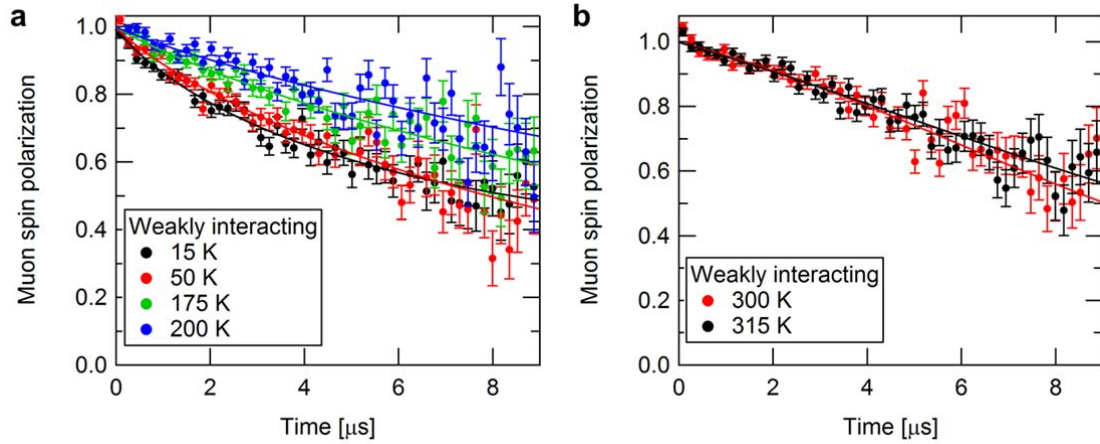 a
Muon spin polarization
1.0
0.8
0.6
0.4
0.2
0.0
Weakly interacting
15 K
50 K
175 K
200 K
0
2
4
6
8
Time [μs]
b
Muon spin polarization
1.0
0.8
0.6
0.4
0.2
0.0
Weakly interacting
300 K
315 K
0
2
4
6
8
Time [μs]